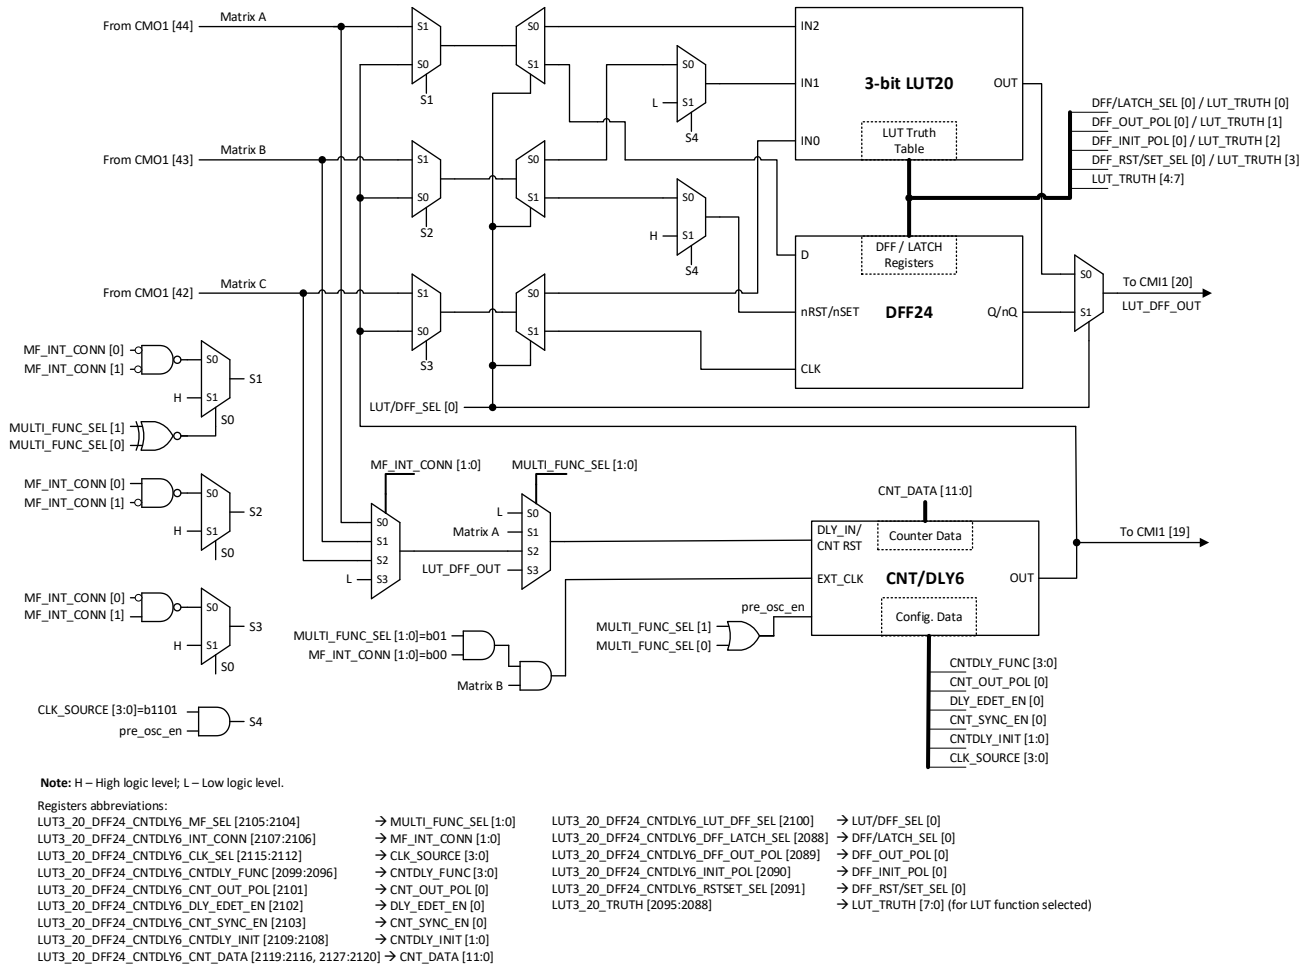 From CMO1 [44]
Matrix A
S1
S0
S1
S0
S1
S0
S1
L
S4
IN2
IN1
IN0
3-bit LUT20
LUT Truth
Table
OUT
DFF/LATCH_SEL [0] / LUT_TRUTH [0]
DFF_OUT_POL [0] / LUT_TRUTH [1]
DFF_INIT_POL [0] / LUT_TRUTH [2]
DFF_RST/SET_SEL [0] / LUT_TRUTH [3]
LUT_TRUTH [4:7]
From CMO1 [43]
Matrix B
S1
S0
S2
S0
S1
S0
H
S1
S4
DFF / LATCH
Registers
D
nRST/nSET
CLK
DFF24
Q/nQ
S0
S1
To CMI1 [20]
LUT_DFF_OUT
From CMO1 [42]
Matrix C
S1
S0
S3
S0
S1
LUT/DFF_SEL [0]
MF_INT_CONN [0]
MF_INT_CONN [1]
S0
H
S1
S1
S0
MULTI_FUNC_SEL [1]
MULTI_FUNC_SEL [0]
MF_INT_CONN [0]
MF_INT_CONN [1]
S0
H
S1
S2
S0
MF_INT_CONN [0]
MF_INT_CONN [1]
S0
H
S1
S3
S0
CLK_SOURCE [3:0]=b1101
pre_osc_en
S4
MF_INT_CONN [1:0]
S0
S1
S2
L
S3
MULTI_FUNC_SEL [1:0]
L
S0
Matrix A
S1
S2
LUT_DFF_OUT
S3
MULTI_FUNC_SEL [1:0]=b01
MF_INT_CONN [1:0]=b00
Matrix B
MULTI_FUNC_SEL [1]
MULTI_FUNC_SEL [0]
pre_osc_en
CNT_DATA [11:0]
DLY_IN/
CNT RST
Counter Data
EXT_CLK
CNT/DLY6
OUT
Config. Data
To CMI1 [19]
CNTDLY_FUNC [3:0]
CNT_OUT_POL [0]
DLY_EDET_EN [0]
CNT_SYNC_EN [0]
CNTDLY_INIT [1:0]
CLK_SOURCE [3:0]
Note: H – High logic level; L – Low logic level.
Registers abbreviations:
LUT3_20_DFF24_CNTDLY6_MF_SEL [2105:2104] → MULTI_FUNC_SEL [1:0]
LUT3_20_DFF24_CNTDLY6_INT_CONN [2107:2106] → MF_INT_CONN [1:0]
LUT3_20_DFF24_CNTDLY6_CLK_SEL [2115:2112] → CLK_SOURCE [3:0]
LUT3_20_DFF24_CNTDLY6_CNTDLY_FUNC [2099:2096] → CNTDLY_FUNC [3:0]
LUT3_20_DFF24_CNTDLY6_CNT_OUT_POL [2101] → CNT_OUT_POL [0]
LUT3_20_DFF24_CNTDLY6_DLY_EDET_EN [2102] → DLY_EDET_EN [0]
LUT3_20_DFF24_CNTDLY6_CNT_SYNC_EN [2103] → CNT_SYNC_EN [0]
LUT3_20_DFF24_CNTDLY6_CNTDLY_INIT [2109:2108] → CNTDLY_INIT [1:0]
LUT3_20_DFF24_CNTDLY6_CNT_DATA [2119:2116, 2127:2120] → CNT_DATA [11:0]
LUT3_20_DFF24_CNTDLY6_LUT_DFF_SEL [2100] → LUT/DFF_SEL [0]
LUT3_20_DFF24_CNTDLY6_DFF_LATCH_SEL [2088] → DFF/LATCH_SEL [0]
LUT3_20_DFF24_CNTDLY6_DFF_OUT_POL [2089] → DFF_OUT_POL [0]
LUT3_20_DFF24_CNTDLY6_INIT_POL [2090] → DFF_INIT_POL [0]
LUT3_20_DFF24_CNTDLY6_RSTSET_SEL [2091] → DFF_RST/SET_SEL [0]
LUT3_20_TRUTH [2095:2088] → LUT_TRUTH [7:0] (for LUT function selected)